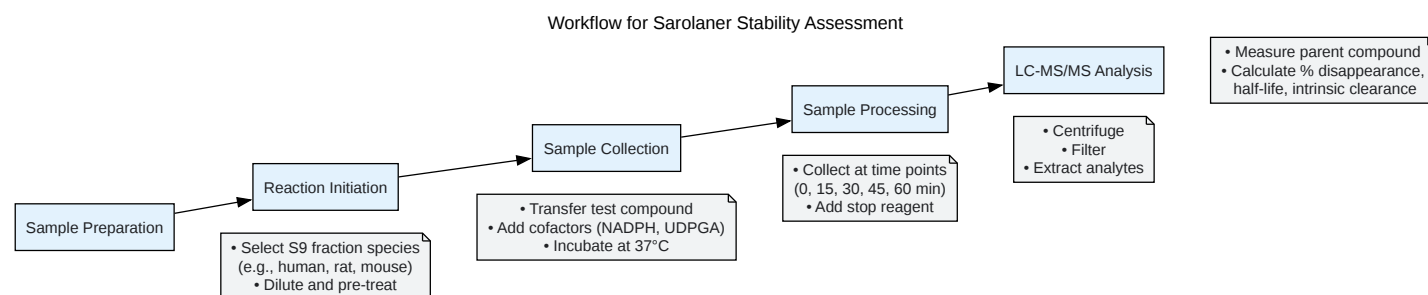 Workflow for Sarolaner Stability Assessment
Sample Preparation
Reaction Initiation
• Select S9 fraction species
(e.g., human, rat, mouse)
• Dilute and pre-treat
Sample Collection
• Transfer test compound
• Add cofactors (NADPH, UDPGA)
• Incubate at 37°C
Sample Processing
• Collect at time points
(0, 15, 30, 45, 60 min)
• Add stop reagent
LC-MS/MS Analysis
• Centrifuge
• Filter
• Extract analytes
• Measure parent compound
• Calculate % disappearance,
half-life, intrinsic clearance